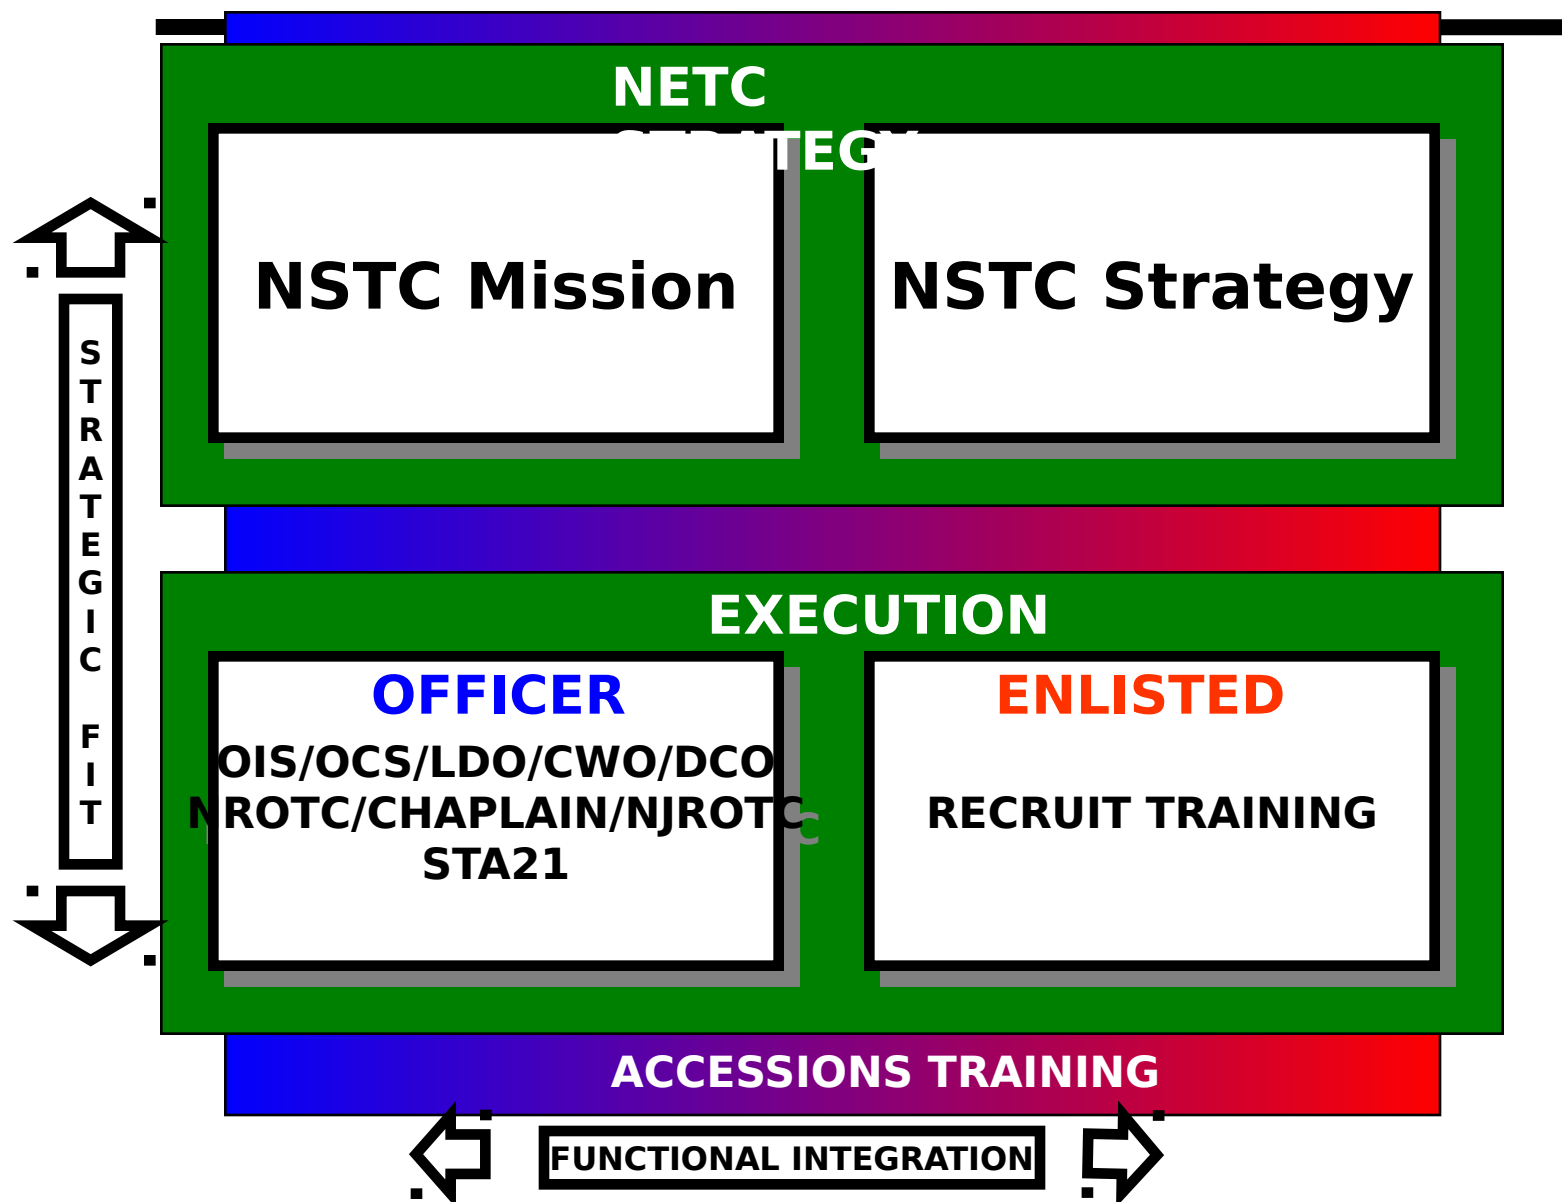 NETC
STRATEGY
NSTC Mission
NSTC Strategy
STRATEGIC FIT
EXECUTION
OFFICER
OIS/OCS/LDO/CWO/DCO
NROTC/CHAPLAIN/NJROTC
STA21
ENLISTED
RECRUIT TRAINING
ACCESSIONS TRAINING
FUNCTIONAL INTEGRATION